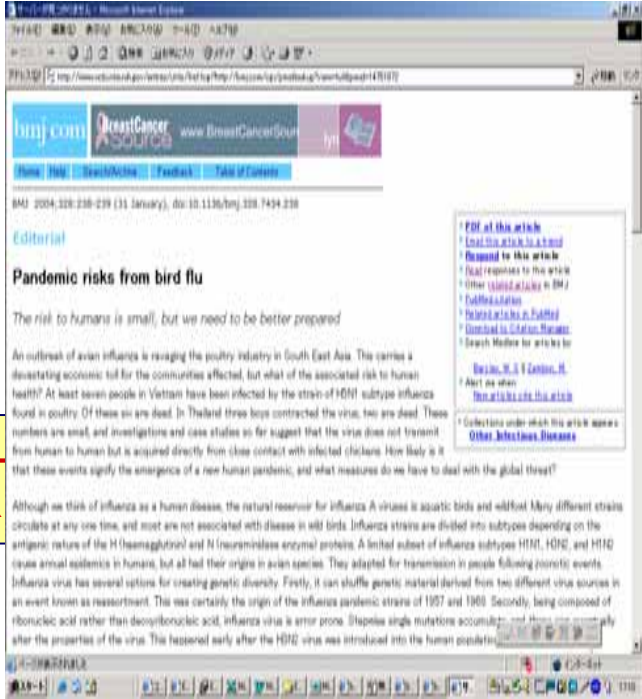 bmj.com BreastCancer Source www.BreastCancerSour
Home Help Search/Archive Feedback Table of Contents
BMJ 2004;328:238-239 (31 January), doi:10.1136/bmj.328.7434.238
Editorial
Pandemic risks from bird flu
The risk to humans is small, but we need to be better prepared
An outbreak of avian influenza is ravaging the poultry industry in South East Asia. This carries a
devastating economic toll for the communities affected, but what of the associated risk to human
health? At least seven people in Vietnam have been infected by the strain of H5N1 subtype influenza
found in poultry. Of these six are dead. In Thailand three boys contracted the virus, two are dead. These
numbers are small, and investigations and case studies so far suggest that the virus does not transmit
from human to human but is acquired directly from close contact with infected chickens. How likely is it
that these events signify the emergence of a new human pandemic, and what measures do we have to deal with the global threat?
PDF of this article
Email this article to a friend
Respond to this article
Read responses to this article
Other related articles in BMJ
PubMed citation
Related articles in PubMed
Download to Citation Manager
Search Medline for articles by:
Barclay, W. S || Zambon, M.
Alert me when:
New articles cite this article
Collections under which this article appears:
Other Infectious Diseases
Although we think of influenza as a human disease, the natural reservoir for influenza A viruses is aquatic birds and wildfowl. Many different strains
circulate at any one time, and most are not associated with disease in wild birds. Influenza strains are divided into subtypes depending on the
antigenic nature of the H (haemagglutinin) and N (neuraminidase enzyme) proteins. A limited subset of influenza subtypes H1N1, H3N2, and H1N2
cause annual epidemics in humans, but all had their origins in avian species. They adapted for transmission in people following zoonotic events.
Influenza virus has several options for creating genetic diversity. Firstly, it can shuffle genetic material derived from two different virus sources in
an event known as reassortment. This was certainly the origin of the influenza pandemic strains of 1957 and 1968. Secondly, being composed of
ribonucleic acid rather than deoxyribonucleic acid, influenza virus is error prone. Stepwise single mutations accumulate
alter the properties of the virus. This happened early after the H3N2 virus was introduced into the human population